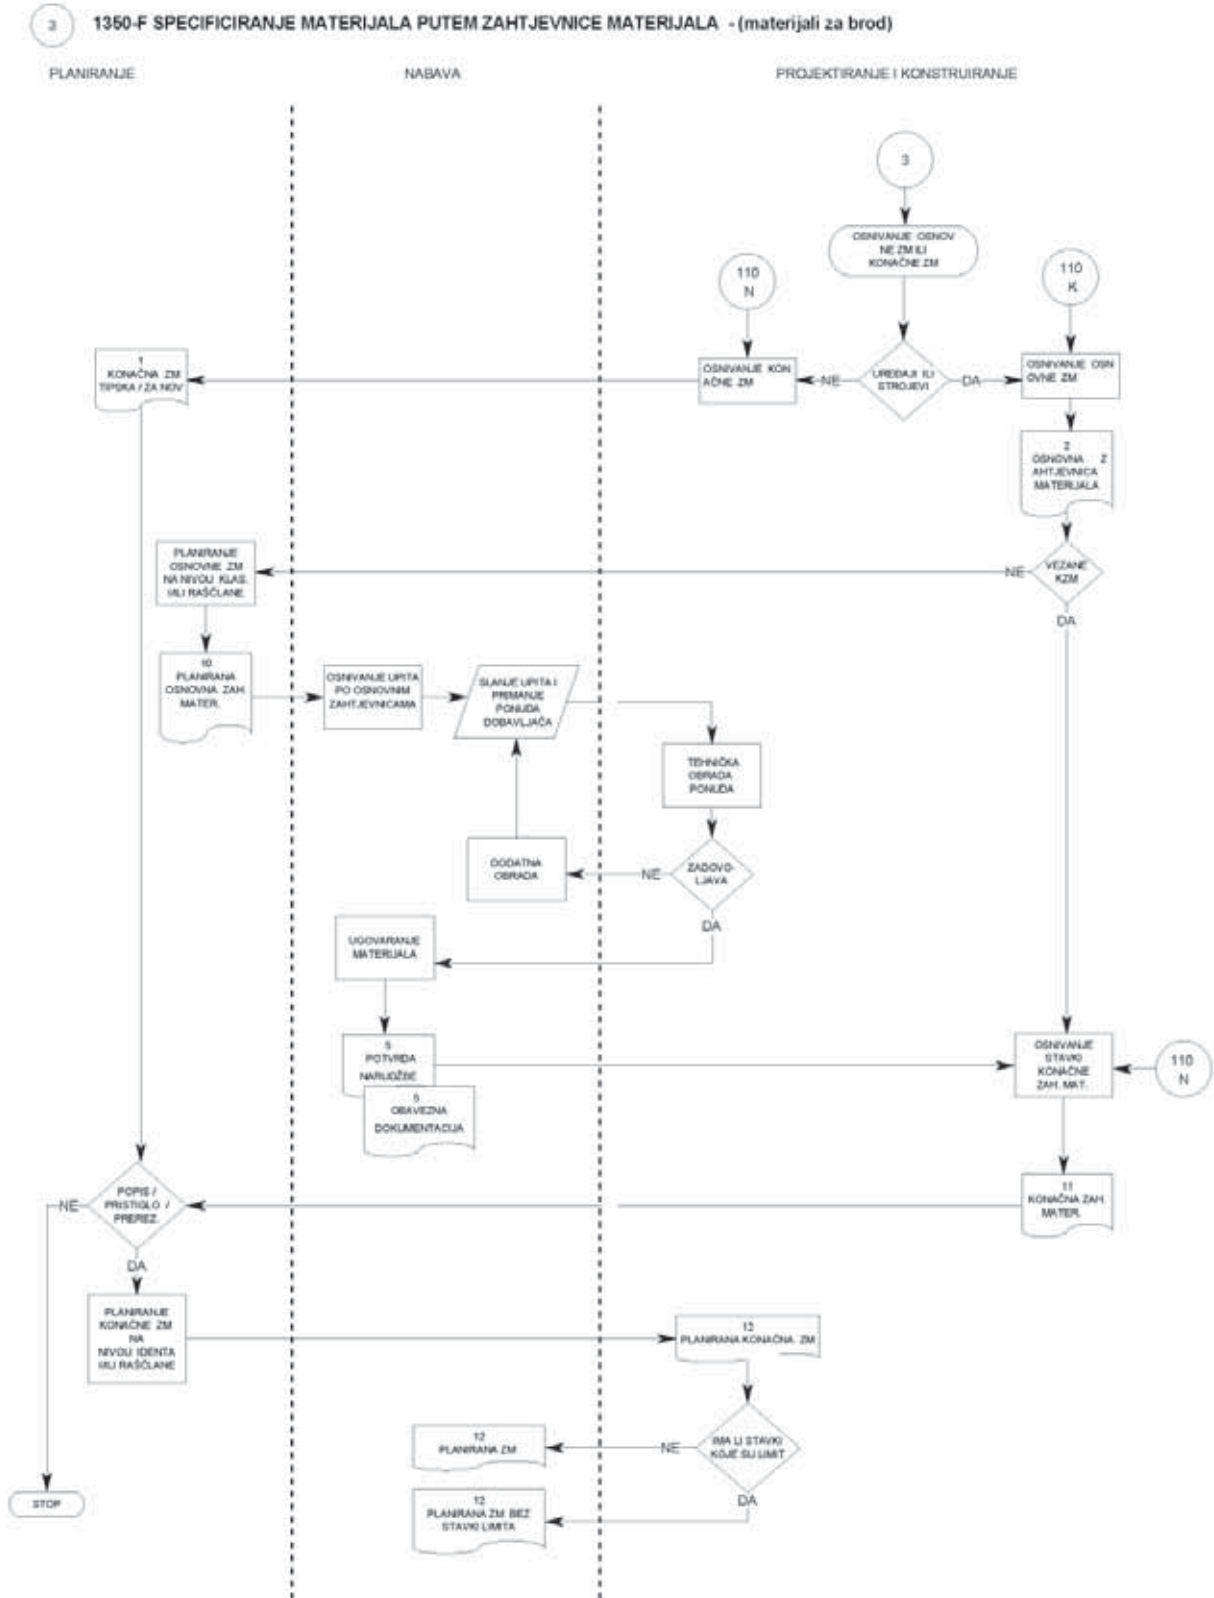 3
1350-F SPECIFICIRANJE MATERIJALA PUTEM ZAHTJEVNICE MATERIJALA - (materijali za brod)
PLANIRANJE
NABAVA
PROJEKTIRANJE I KONSTRUIRANJE
3
OSNIVANJE OSNOV
NE ZM ILI
KONAČNE ZM
110
N
110
K
1
KONAČNA ZM
TIPSKA / ZA NOV
OSNIVANJE KON
AČNE ZM
NE
UREĐAJI ILI
STROJEVI
DA
OSNIVANJE OSN
OVNE ZM
2
OSNOVNA Z
AHTJEVNICA
MATERIJALA
PLANIRANJE
OSNOVNE ZM
NA NIVOU KLAS.
I/ILI RAŠČLANE
NE
VEZANE
KZM
DA
10
PLANIRANA
OSNOVNA ZAH.
MATER.
OSNIVANJE UPITA
PO OSNOVNIM
ZAHTJEVNICAMA
SLANJE UPITA I
PRIMANJE
PONUDA
DOBAVLJAČA
TEHNIČKA
OBRADA
PONUDA
DODATNA
OBRADA
NE
ZADOVO-
LJAVA
DA
UGOVARANJE
MATERIJALA
5
POTVRDA
NARUDŽBE
5
OBAVEZNA
DOKUMENTACIJA
OSNIVANJE
STAVKI
KONAČNE
ZAH. MAT.
110
N
NE
POPIS /
PRISTIGLO /
PREREZ.
DA
11
KONAČNA ZAH.
MATER.
PLANIRANJE
KONAČNE ZM
NA
NIVOU IDENTA
I/ILI RAŠČLANE
12
PLANIRANA KONAČNA ZM
12
PLANIRANA ZM
NE
IMA LI STAVKI
KOJE SU LIMIT
DA
12
PLANIRANA ZM BEZ
STAVKI LIMITA
STOP